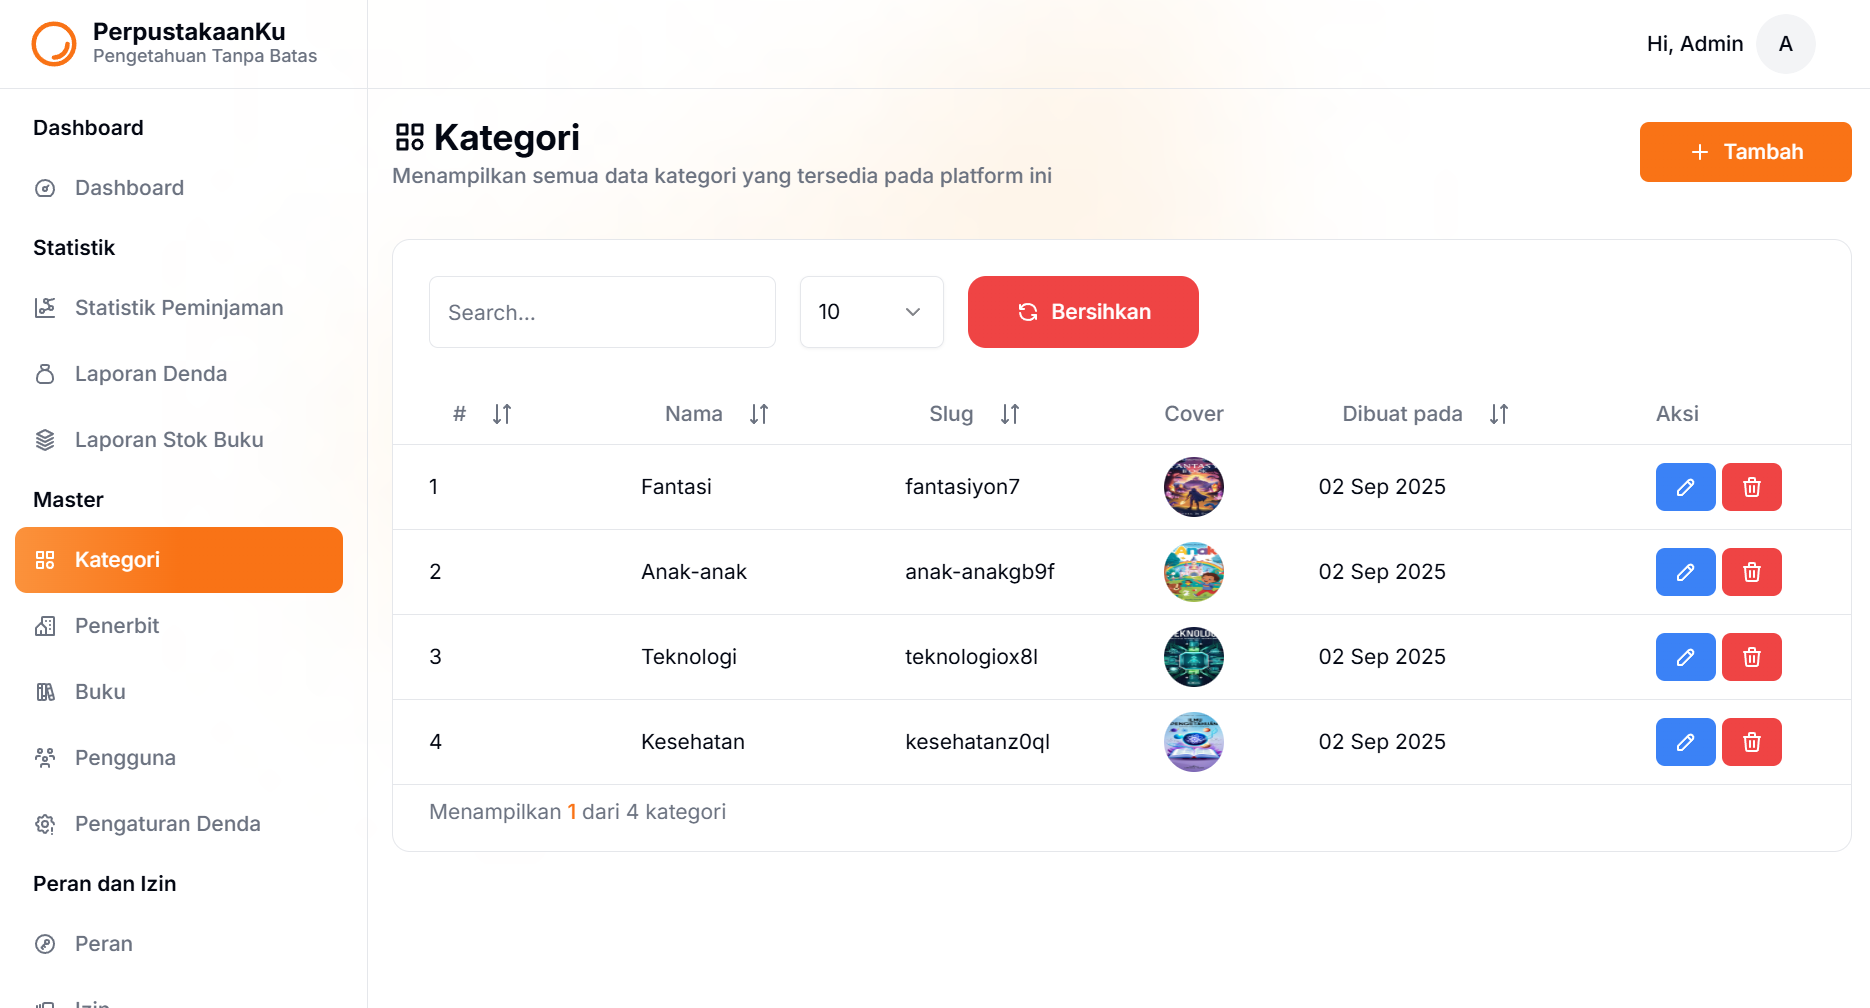 PerpustakaanKu
Pengetahuan Tanpa Batas
Hi, Admin
A
Dashboard
Dashboard
Statistik
Statistik Peminjaman
Laporan Denda
Laporan Stok Buku
Master
Kategori
Penerbit
Buku
Pengguna
Pengaturan Denda
Peran dan Izin
Peran
Izin
Kategori
Menampilkan semua data kategori yang tersedia pada platform ini
+ Tambah
Search...
10
Bersihkan
# Nama Slug Cover Dibuat pada Aksi
1 Fantasi fantasiyon7 02 Sep 2025
2 Anak-anak anak-anakgb9f 02 Sep 2025
3 Teknologi teknologiox8l 02 Sep 2025
4 Kesehatan kesehatanz0ql 02 Sep 2025
Menampilkan 1 dari 4 kategori